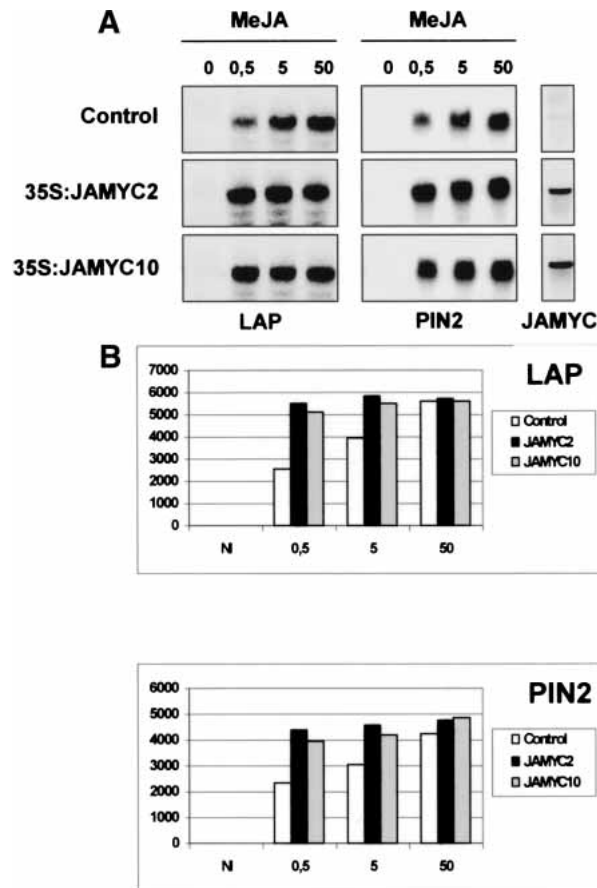 A
MeJA MeJA
0 0,5 5 50 0 0,5 5 50
Control
35S:JAMYC2
35S:JAMYC10
LAP PIN2 JAMYC
B
LAP
7000
6000
5000
4000
3000
2000
1000
0
NI 0,5 5 50
Control
JAMYC2
JAMYC10
PIN2
6000
5000
4000
3000
2000
1000
0
NI 0,5 5 50
Control
JAMYC2
JAMYC10